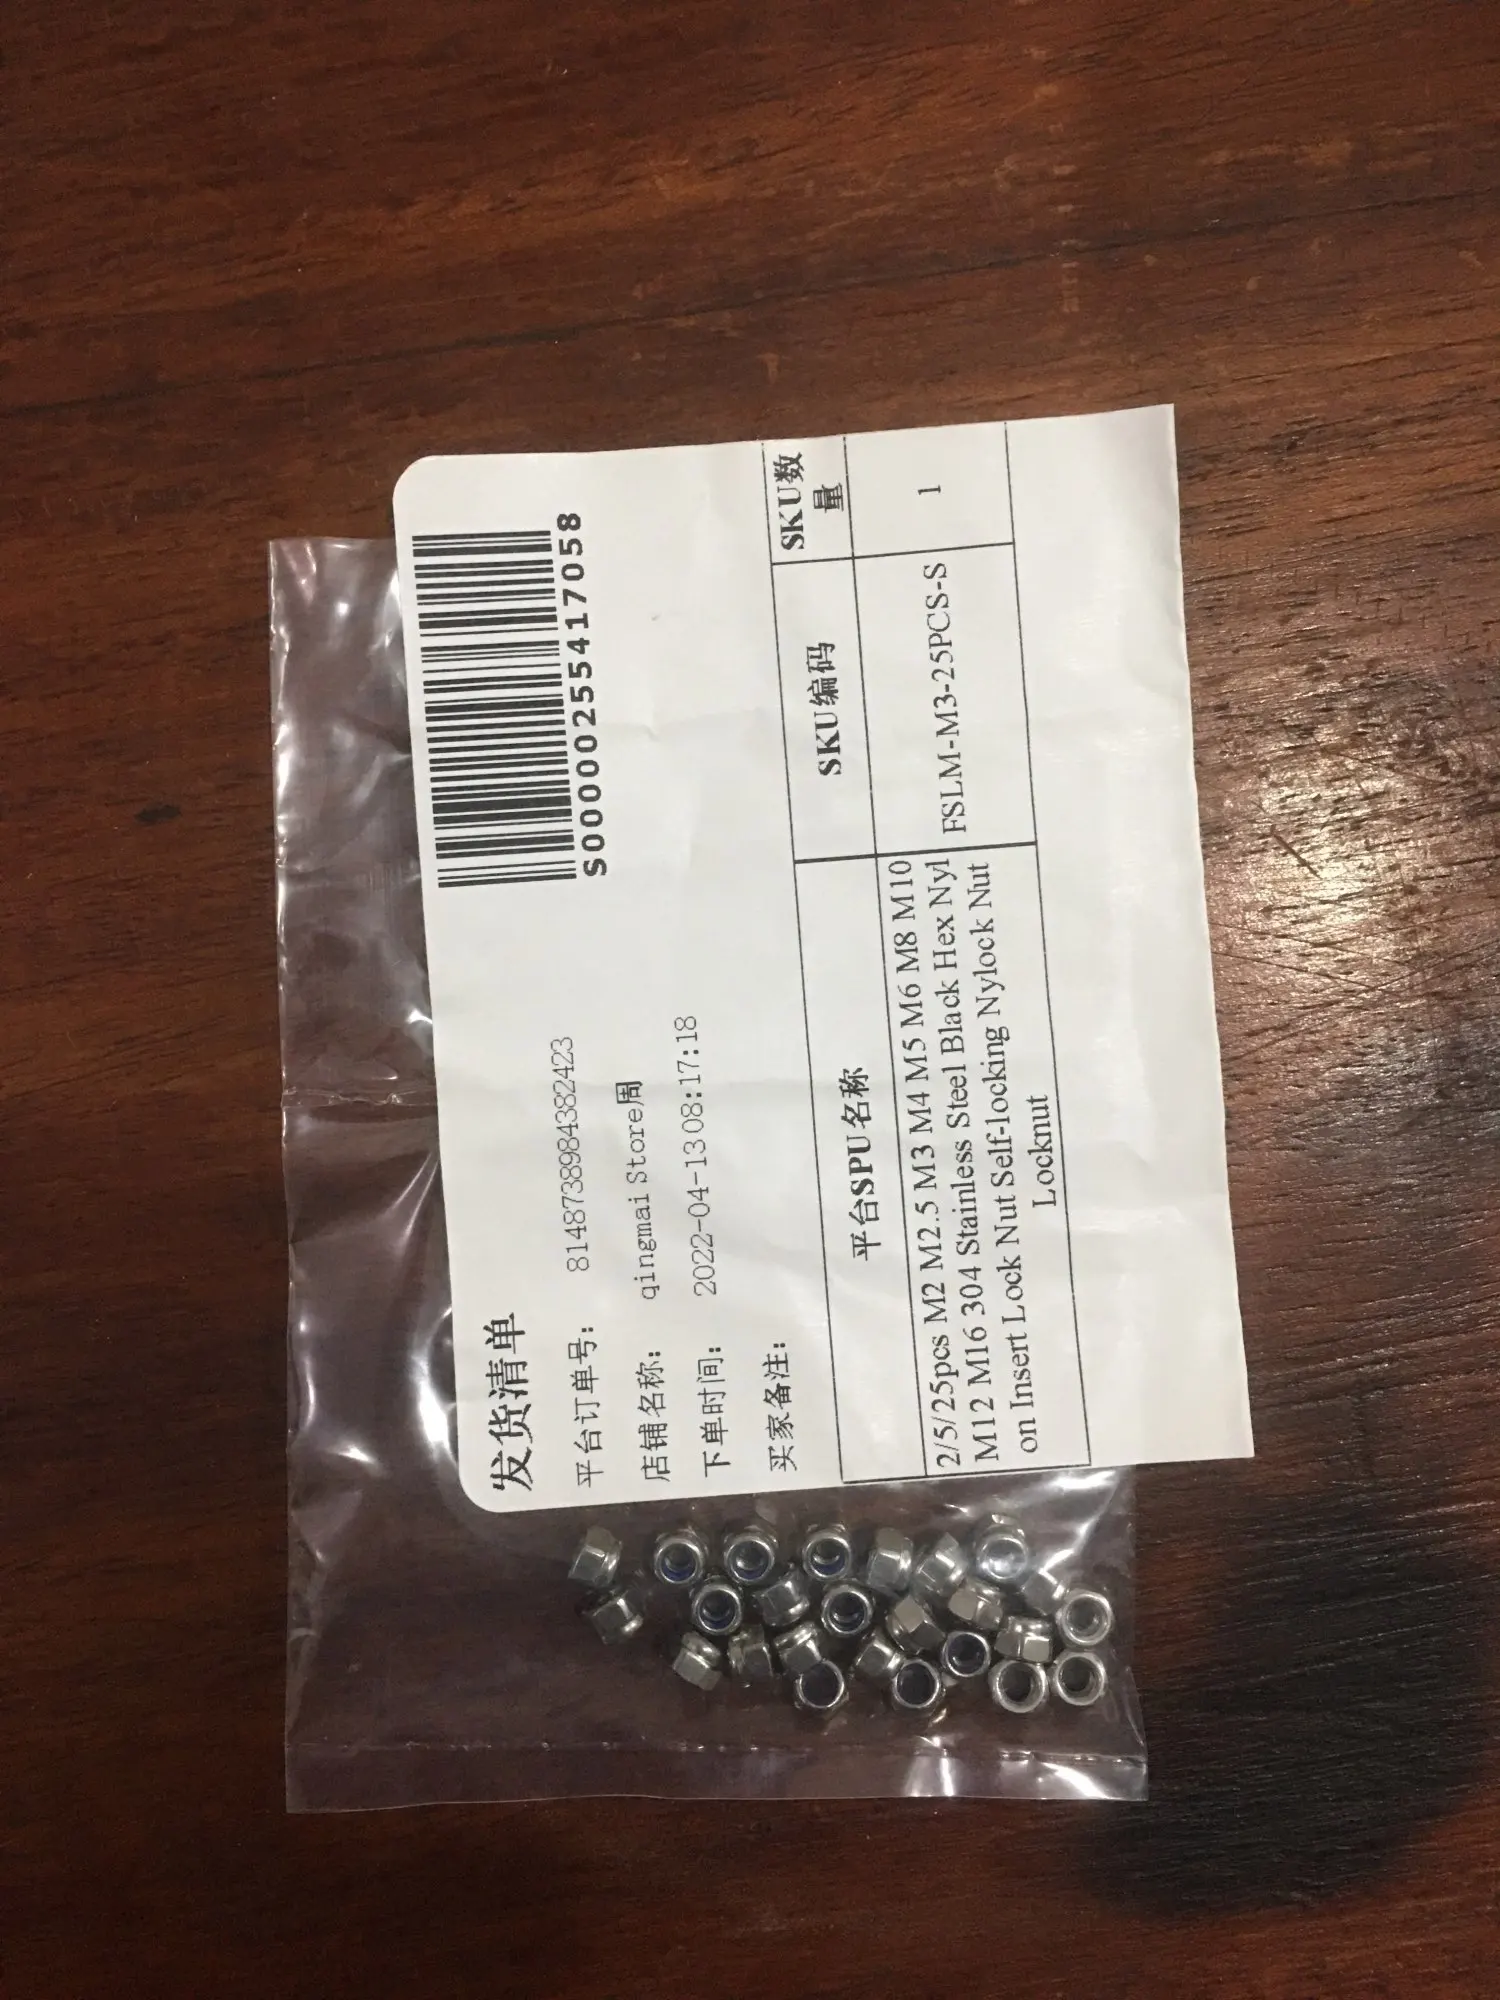 S00000255417058
发货清单
平台订单号： 8148738984382423
店铺名称： qingmai Store周
下单时间： 2022-04-13 08:17:18
买家备注：
平台SPU名称 SKU编码 SKU数
量
2/5/25pcs M2 M2.5 M3 M4 M5 M6 M8 M10
M12 M16 304 Stainless Steel Black Hex Nyl
on Insert Lock Nut Self-locking Nylock Nut
Locknut
FSLM-M3-25PCS-S
1